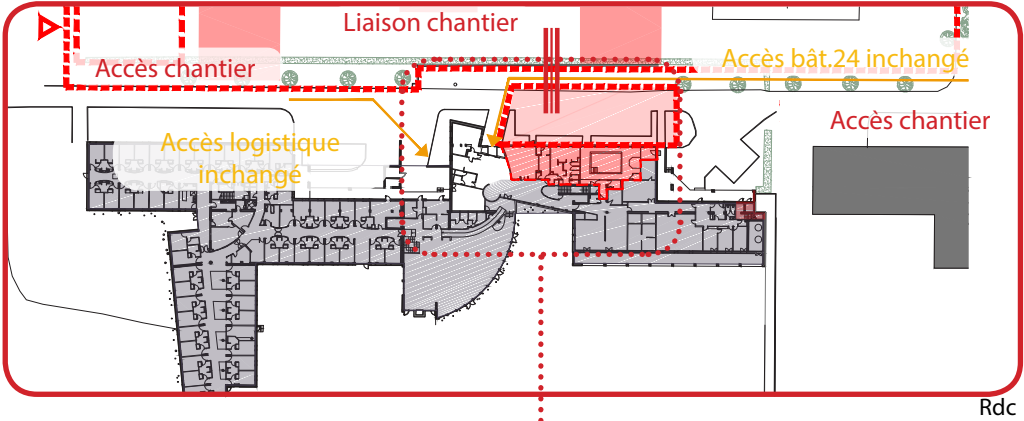 Liaison chantier
Accès bât.24 inchangé
Accès chantier
Accès chantier
Accès logistique
inchangé
Rdc